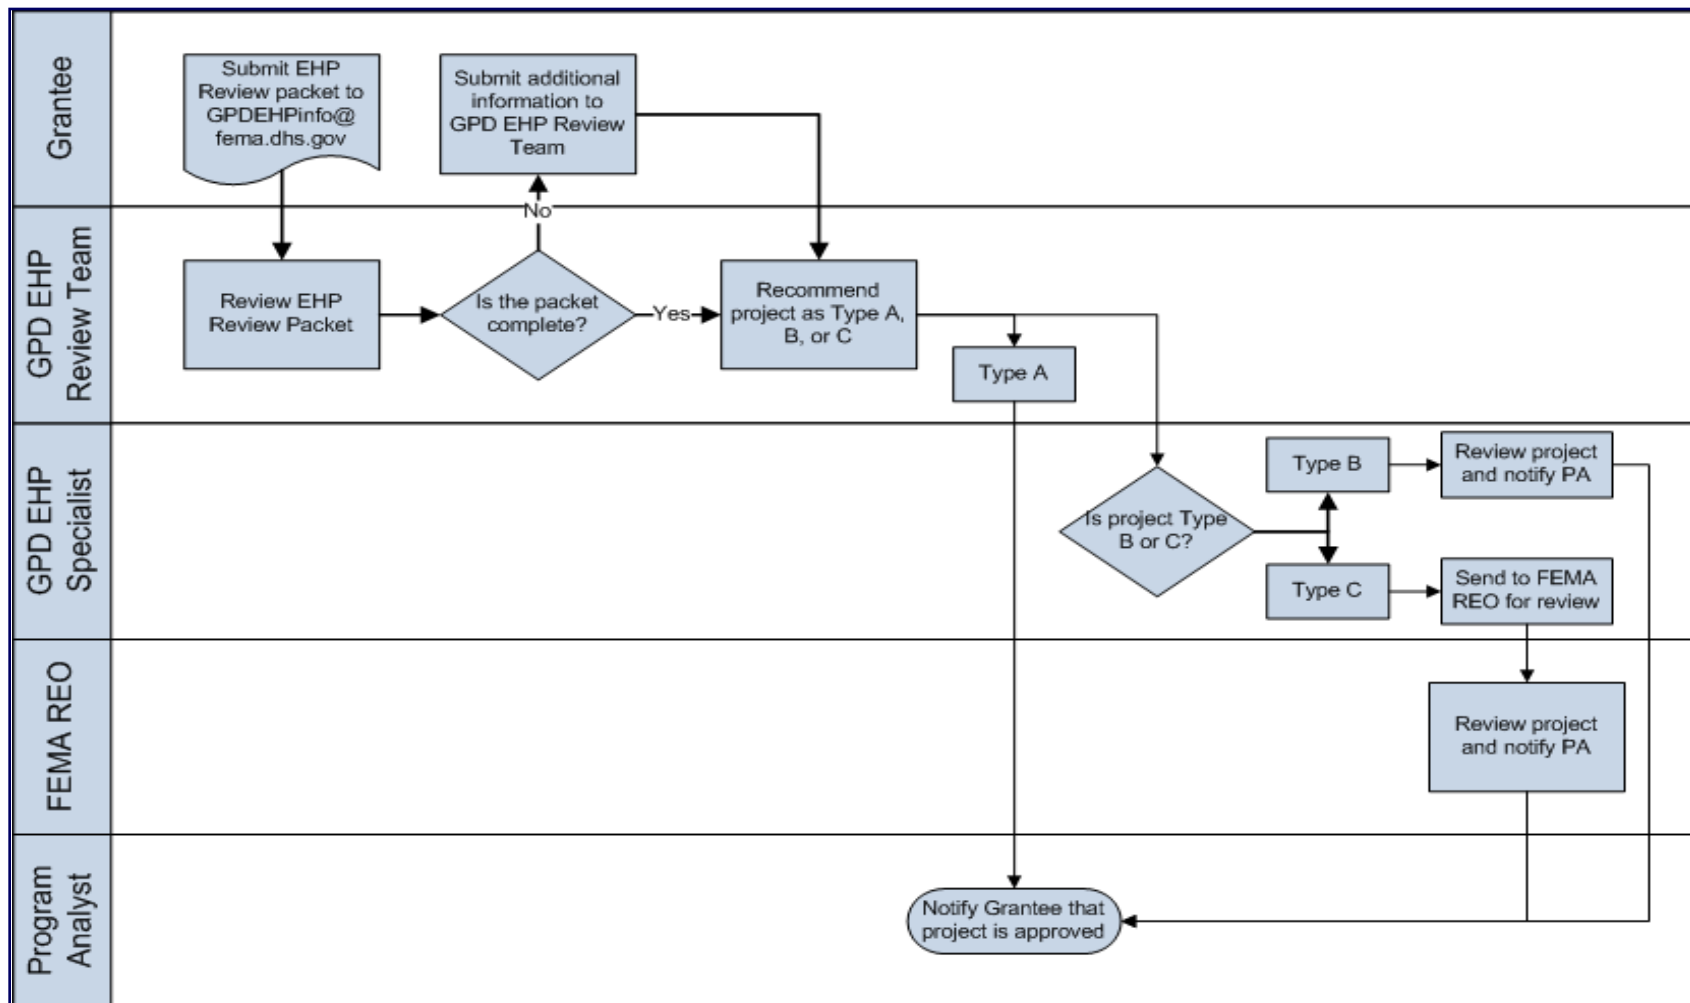 Grantee
Submit EHP
Review packet to
GPDEHPinfo@
fema.dhs.gov
Submit additional
information to
GPD EHP Review
Team
No
GPD EHP
Review Team
Review EHP
Review Packet
Is the packet
complete?
Yes
Recommend
project as Type A,
B, or C
Type A
GPD EHP
Specialist
Is project Type
B or C?
Type B
Review project
and notify PA
Type C
Send to FEMA
REO for review
FEMA REO
Review project
and notify PA
Program
Analyst
Notify Grantee that
project is approved